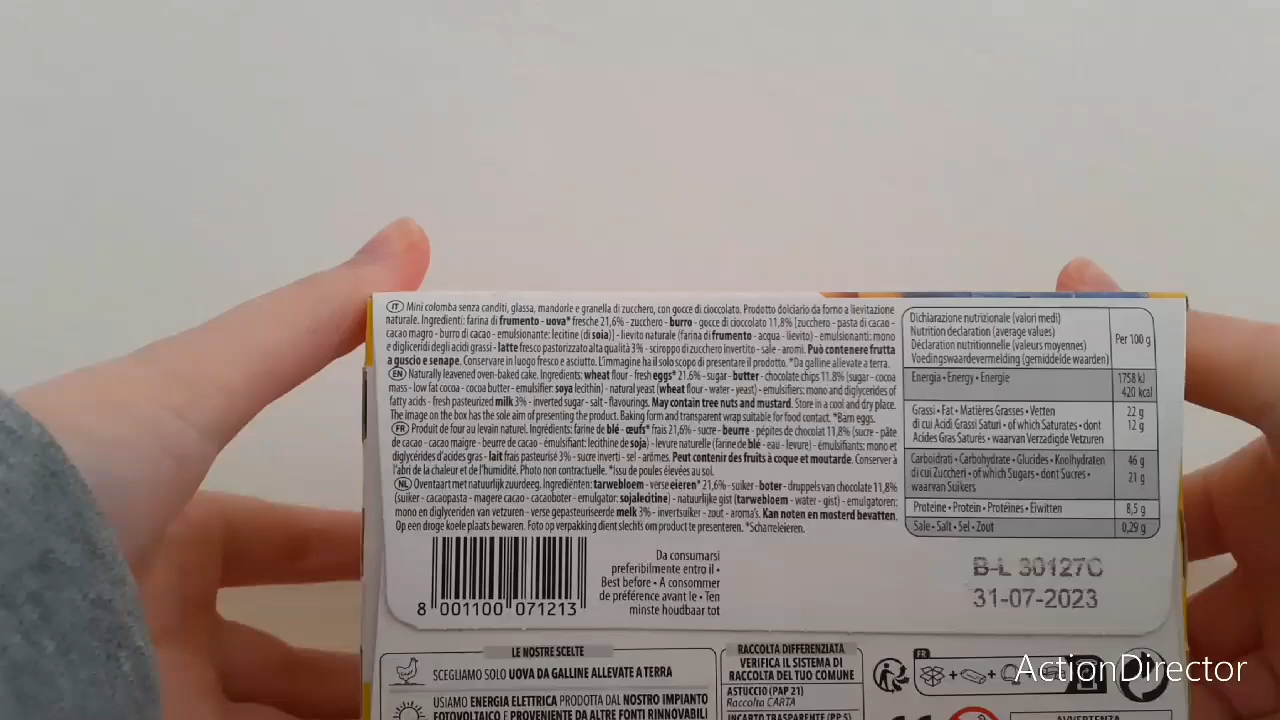 IT Mini colomba senza canditi, glassa, mandorle e granella di zucchero, con gocce di cioccolato. Prodotto dolciario da forno a lievitazione
naturale. Ingredienti: farina di frumento - uova* fresche 21,6% - zucchero - burro - gocce di cioccolato 11,8% [zucchero - pasta di cacao -
cacao magro - burro di cacao - emulsionante: lecitine (di soia)] - lievito naturale (farina di frumento - acqua - lievito) - emulsionanti: mono
e digliceridi degli acidi grassi - latte fresco pastorizzato alta qualità 3% - sciroppo di zucchero invertito - sale - aromi. Può contenere frutta
a guscio e senape. Conservare in luogo fresco e asciutto. L'immagine ha il solo scopo di presentare il prodotto. *Da galline allevate a terra.
EN Naturally leavened oven-baked cake. Ingredients: wheat flour - fresh eggs* 21.6% - sugar - butter - chocolate chips 11.8% (sugar - cocoa
mass - low fat cocoa - cocoa butter - emulsifier: soya lecithin) - natural yeast (wheat flour - water - yeast) - emulsifiers: mono and diglycerides of
fatty acids - fresh pasteurized milk 3% - inverted sugar - salt - flavourings. May contain tree nuts and mustard. Store in a cool and dry place.
The image on the box has the sole aim of presenting the product. Baking form and transparent wrap suitable for food contact. *Barn eggs.
FR Produit de four au levain naturel. Ingrédients: farine de blé - œufs* frais 21,6% - sucre - beurre - pépites de chocolat 11,8% (sucre - pâte
de cacao - cacao maigre - beurre de cacao - émulsifiant: lecithine de soja) - levure naturelle (farine de blé - eau - levure) - émulsifiants: mono et
diglycérides d'acides gras - lait frais pasteurisé 3% - sucre inverti - sel - arômes. Peut contenir des fruits à coque et moutarde. Conserver à
l'abri de la chaleur et de l'humidité. Photo non contractuelle. *Issu de poules élevées au sol.
NL Oventaart met natuurlijk zuurdeeg. Ingrediënten: tarwebloem - verse eieren* 21,6% - suiker - boter - druppels van chocolate 11,8%
(suiker - cacaopasta - magere cacao - cacaoboter - emulgator: sojalecitine) - natuurlijke gist (tarwebloem - water - gist) - emulgatoren:
mono en diglyceriden van vetzuren - verse gepasteuriseerde melk 3% - invertsuiker - zout - aroma's. Kan noten en mosterd bevatten.
Op een droge koele plaats bewaren. Foto op verpakking dient slechts om product te presenteren. *Scharreleieren.
Dichiarazione nutrizionale (valori medi)
Nutrition declaration (average values)
Déclaration nutritionnelle (valeurs moyennes)
Voedingswaardevermelding (gemiddelde waarden)
Per 100 g
Energia • Energy • Energie 1758 kJ
420 kcal
Grassi • Fat • Matières Grasses • Vetten 22 g
di cui Acidi Grassi Saturi • of which Saturates • dont 12 g
Acides Gras Saturés • waarvan Verzadigde Vetzuren
Carboidrati • Carbohydrate • Glucides • Koolhydraten 46 g
di cui Zuccheri • of which Sugars • dont Sucres • 21 g
waarvan Suikers
Proteine • Protein • Protéines • Eiwitten 8,5 g
Sale • Salt • Sel • Zout 0,29 g
8 001100 071213
Da consumarsi
preferibilmente entro il •
Best before • A consommer
de préférence avant le • Ten
minste houdbaar tot
B-L 30127C
31-07-2023
LE NOSTRE SCELTE
SCEGLIAMO SOLO UOVA DA GALLINE ALLEVATE A TERRA
USIAMO ENERGIA ELETTRICA PRODOTTA DAL NOSTRO IMPIANTO
FOTOVOLTAICO E PROVENIENTE DA ALTRE FONTI RINNOVABILI
RACCOLTA DIFFERENZIATA
VERIFICA IL SISTEMA DI
RACCOLTA DEL TUO COMUNE
ASTUCCIO (PAP 21)
Raccolta CARTA
INCARTO TRASPARENTE (PP 5)
FR
AVVERTENZA
ActionDirector